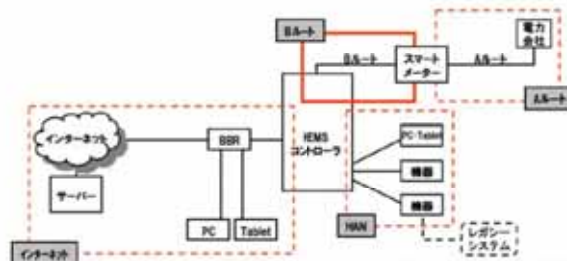 Bルート
電力
会社
スマート
メーター
Bルート
Aルート
Aルート
HEMS
コントローラ
インターネット
BBR
サーバー
PC
Tablet
PC・Tablet
機器
機器
HAN
レガシー
システム
インターネット